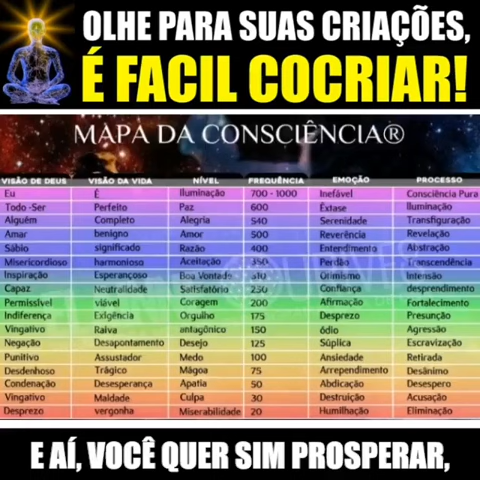 OLHE PARA SUAS CRIAÇÕES,
É FACIL COCRIAR!
MAPA DA CONSCIÊNCIA®
VISÃO DE DEUS VISÃO DA VIDA NÍVEL FREQUÊNCIA EMOÇÃO PROCESSO
Eu É Iluminação 700 - 1000 Inefável Consciência Pura
Todo -Ser Perfeito Paz 600 Êxtase Iluminação
Alguém Completo Alegria 540 Serenidade Transfiguração
Amar benigno Amor 500 Reverência Revelação
Sábio significado Razão 400 Entendimento Abstração
Misericordioso harmonioso Aceitação 350 Perdão Transcendência
Inspiração Esperançoso Boa Vontade 310 Otimismo Intensão
Capaz Neutralidade Satisfatório 250 Confiança desprendimento
Permissível viável Coragem 200 Afirmação Fortalecimento
Indiferença Exigência Orgulho 175 Desprezo Presunção
Vingativo Raiva antagônico 150 ódio Agressão
Negação Desapontamento Desejo 125 Súplica Escravização
Punitivo Assustador Medo 100 Ansiedade Retirada
Desdenhoso Trágico Mágoa 75 Arrependimento Desânimo
Condenação Desesperança Apatia 50 Abdicação Desespero
Vingativo Maldade Culpa 30 Destruição Acusação
Desprezo vergonha Miserabilidade 20 Humilhação Eliminação
E AÍ, VOCÊ QUER SIM PROSPERAR,